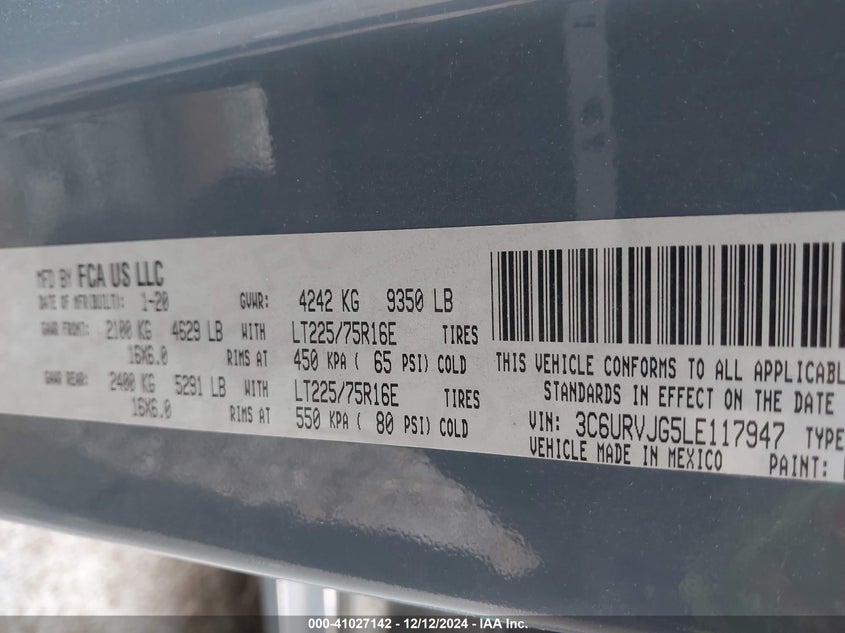 MFD BY FCA US LLC
DATE OF MFR(BUILT): 1-20 GVWR: 4242 KG 9350 LB
GAWR FRONT: 2100 KG 4629 LB WITH LT225/75R16E TIRES
16X6.0 RIMS AT 450 KPA ( 65 PSI) COLD
GAWR REAR: 2400 KG 5291 LB WITH LT225/75R16E TIRES
16X6.0 RIMS AT 550 KPA ( 80 PSI) COLD
THIS VEHICLE CONFORMS TO ALL APPLICABL
STANDARDS IN EFFECT ON THE DATE
VIN: 3C6URVJG5LE117947 TYPE
VEHICLE MADE IN MEXICO PAINT:
000-41027142 - 12/12/2024 - IAA Inc.